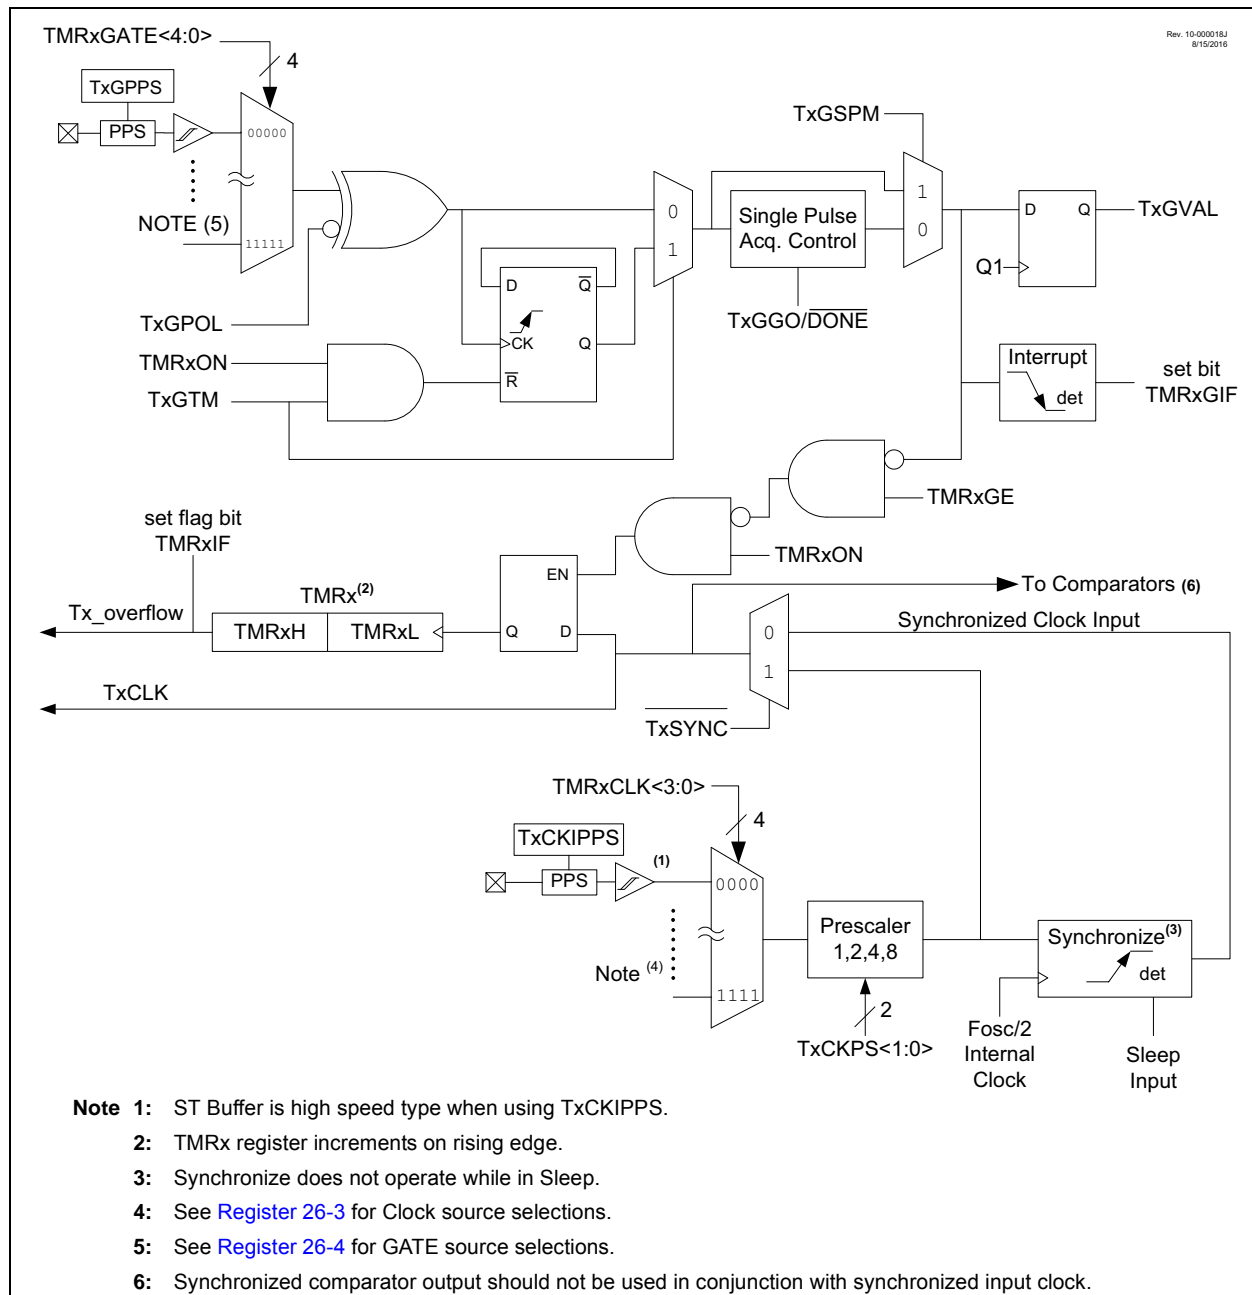 Rev. 10-000018J
8/15/2016
TMRxGATE<4:0>
4
TxGPPS
PPS
00000
NOTE (5)
11111
TxGPOL
TMRxON
TxGTM
D
Q
CK
Q
R
0
1
Single Pulse
Acq. Control
TxGGO/DONE
TxGSPM
1
0
D
Q
Q1
TxGVAL
Interrupt
det
set bit
TMRxGIF
TMRxGE
TMRxON
set flag bit
TMRxIF
Tx_overflow
TMRx(2)
TMRxH
TMRxL
EN
Q
D
TxCLK
To Comparators (6)
0
1
Synchronized Clock Input
TxSYNC
TMRxCLK<3:0>
4
TxCKIPPS
PPS
(1)
0000
Note (4)
1111
Prescaler
1,2,4,8
2
TxCKPS<1:0>
Synchronize(3)
det
Fosc/2
Internal
Clock
Sleep
Input
Note 1: ST Buffer is high speed type when using TxCKIPPS.
2: TMRx register increments on rising edge.
3: Synchronize does not operate while in Sleep.
4: See Register 26-3 for Clock source selections.
5: See Register 26-4 for GATE source selections.
6: Synchronized comparator output should not be used in conjunction with synchronized input clock.